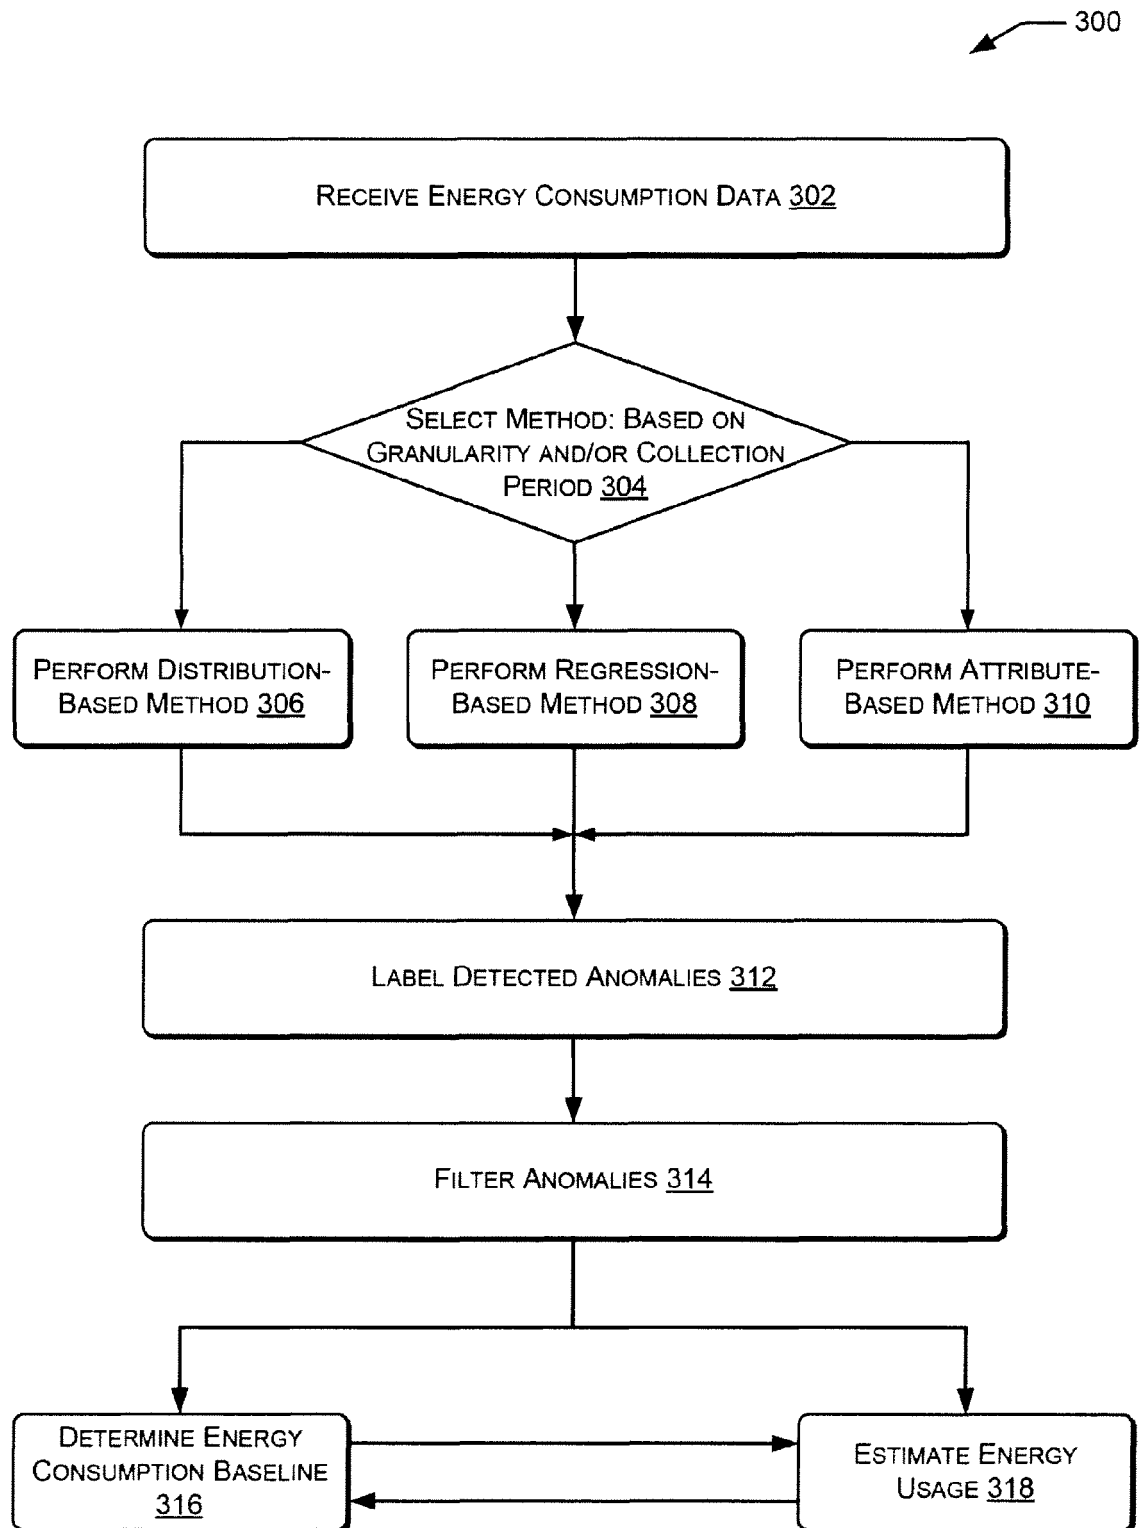 300
RECEIVE ENERGY CONSUMPTION DATA 302
SELECT METHOD: BASED ON
GRANULARITY AND/OR COLLECTION
PERIOD 304
PERFORM DISTRIBUTION-
BASED METHOD 306
PERFORM REGRESSION-
BASED METHOD 308
PERFORM ATTRIBUTE-
BASED METHOD 310
LABEL DETECTED ANOMALIES 312
FILTER ANOMALIES 314
DETERMINE ENERGY
CONSUMPTION BASELINE
316
ESTIMATE ENERGY
USAGE 318